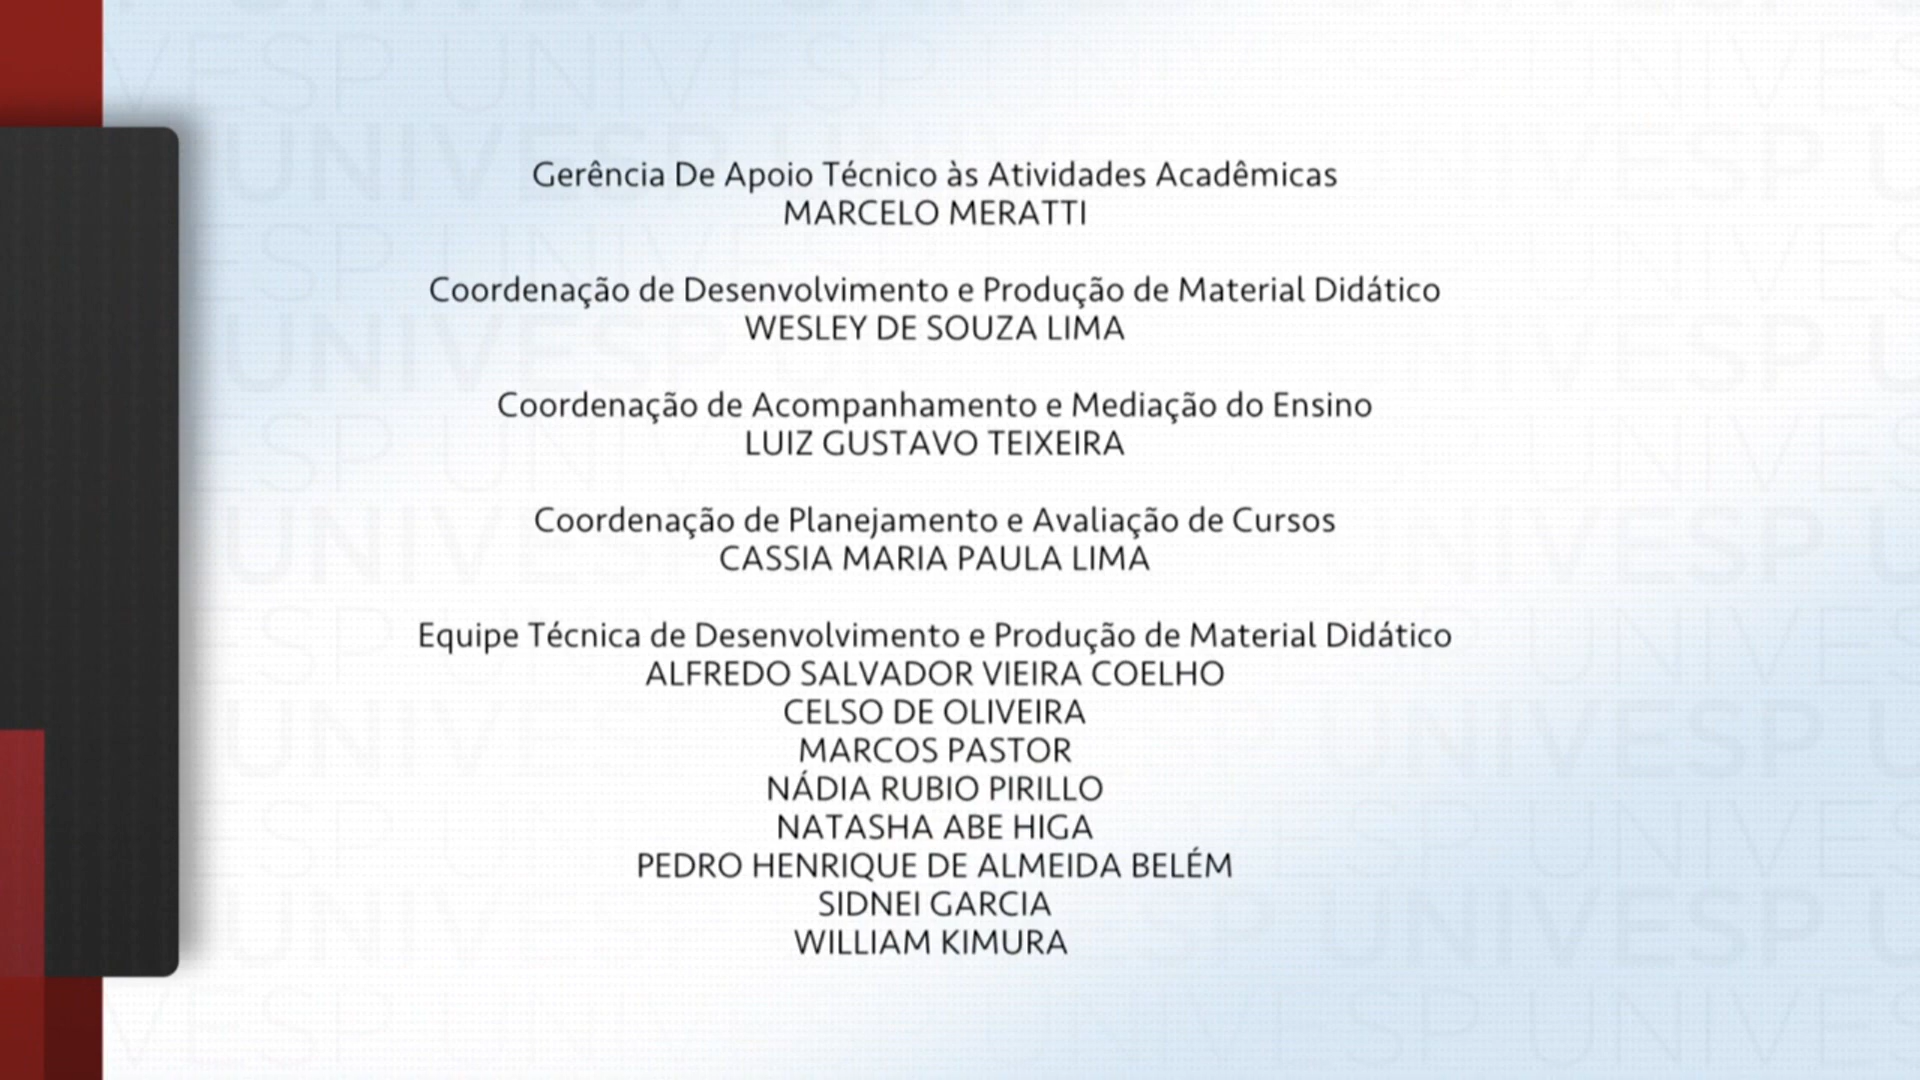 Gerência De Apoio Técnico às Atividades Acadêmicas
MARCELO MERATTI
Coordenação de Desenvolvimento e Produção de Material Didático
WESLEY DE SOUZA LIMA
Coordenação de Acompanhamento e Mediação do Ensino
LUIZ GUSTAVO TEIXEIRA
Coordenação de Planejamento e Avaliação de Cursos
CASSIA MARIA PAULA LIMA
Equipe Técnica de Desenvolvimento e Produção de Material Didático
ALFREDO SALVADOR VIEIRA COELHO
CELSO DE OLIVEIRA
MARCOS PASTOR
NÁDIA RUBIO PIRILLO
NATASHA ABE HIGA
PEDRO HENRIQUE DE ALMEIDA BELÉM
SIDNEI GARCIA
WILLIAM KIMURA